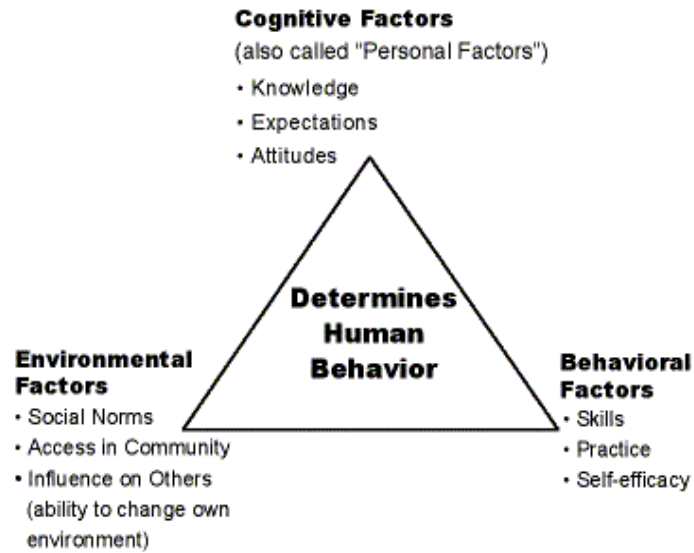 Cognitive Factors
(also called "Personal Factors")
• Knowledge
• Expectations
• Attitudes
Determines
Human
Behavior
Environmental
Factors
• Social Norms
• Access in Community
• Influence on Others
(ability to change own
environment)
Behavioral
Factors
• Skills
• Practice
• Self-efficacy